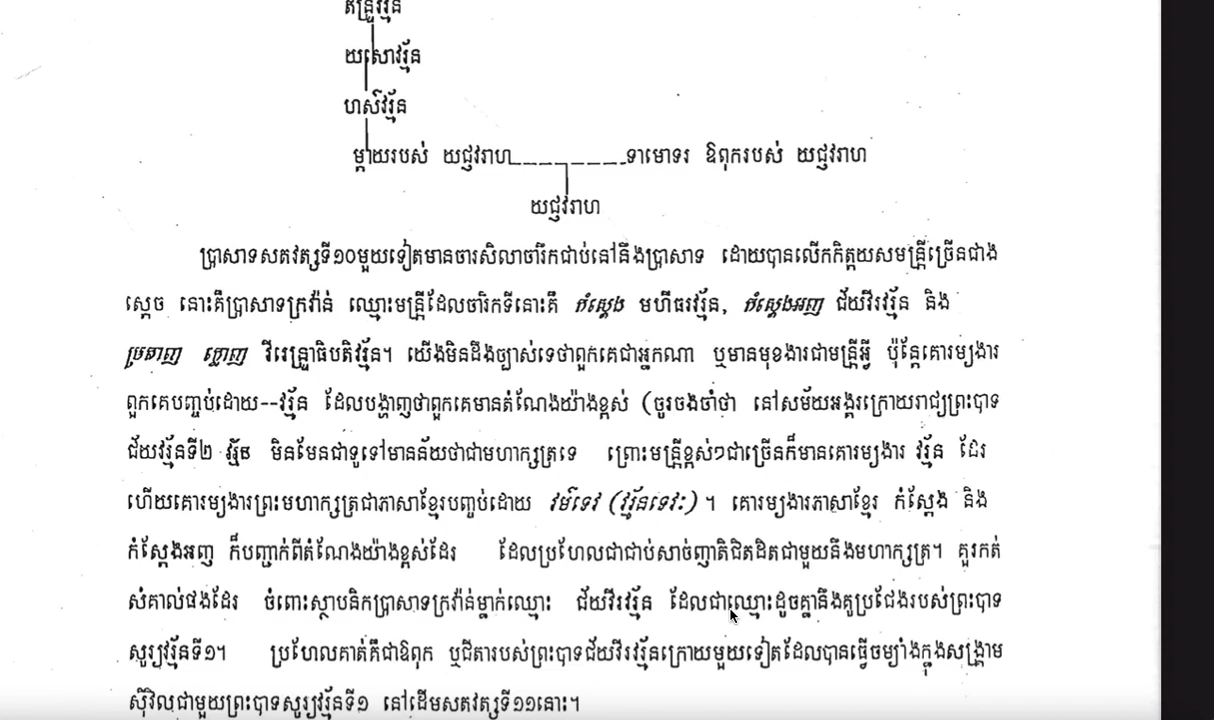 ឥន្ទ្រវរ្ម័ន
យសោវរ្ម័ន
ហស៌វរ្ម័ន
ម្តាយរបស់ យជ្ញវរាហ________ទាមោទរ ឱពុករបស់ យជ្ញវរាហ
យជ្ញវរាហ
ប្រាសាទសតវត្សទី១០មួយទៀតមានចារសិលាចារឹកជាប់នៅនឹងប្រាសាទ ដោយបានលើកកិត្តយសមន្ត្រីច្រើនជាង
ស្តេច នោះគឺប្រាសាទក្រវ៉ាន់ ឈ្មោះមន្ត្រីដែលចារិកទីនោះគឺ កំស្តេង មហីធរវរ្ម័ន, កំស្តេងអញ ជ័យវីរវរ្ម័ន និង
ម្រតាញ ក្លោញ វីរេន្ទ្រាធិបតិវរ្ម័ន។ យើងមិនដឹងច្បាស់ទេថាពួកគេជាអ្នកណា ឬមានមុខងារជាមន្ត្រីអ្វី ប៉ុន្តែគោរម្យងារ
ពួកគេបញ្ចប់ដោយ--វរ្ម័ន ដែលបង្ហាញថាពួកគេមានតំណែងយ៉ាងខ្ពស់ (ចូរចងចាំថា នៅសម័យអង្គរក្រោយរាជ្យព្រះបាទ
ជ័យវរ្ម័នទី២ វរ្ម័ន មិនមែនជាទូទៅមានន័យថាជាមហាក្សត្រទេ ព្រោះមន្ត្រីខ្ពស់ៗជាច្រើនក៏មានគោរម្យងារ វរ្ម័ន ដែរ
ហើយគោរម្យងារព្រះមហាក្សត្រជាភាសាខ្មែរបញ្ចប់ដោយ វម៌ទេវ (វរ្ម័នទេវៈ) ។ គោរម្យងារភាសាខ្មែរ កំស្តែង និង
កំស្តែងអញ ក៏បញ្ជាក់ពីតំណែងយ៉ាងខ្ពស់ដែរ ដែលប្រហែលជាជាប់សាច់ញាតិជិតដិតជាមួយនឹងមហាក្សត្រ។ គួរកត់
សំគាល់ផងដែរ ចំពោះស្ថាបនិកប្រាសាទក្រវ៉ាន់ម្នាក់ឈ្មោះ ជ័យវីរវរ្ម័ន ដែលជាឈ្មោះដូចគ្នានឹងគូប្រជែងរបស់ព្រះបាទ
សូរ្យវរ្ម័នទី១។ ប្រហែលគាត់គឺជាឱពុក ឬជីតារបស់ព្រះបាទជ័យវីរវរ្ម័នក្រោយមួយទៀតដែលបានធ្វើចម្បាំងក្នុងសង្គ្រាម
ស៊ីវិលជាមួយព្រះបាទសូរ្យវរ្ម័នទី១ នៅដើមសតវត្សទី១១នោះ។